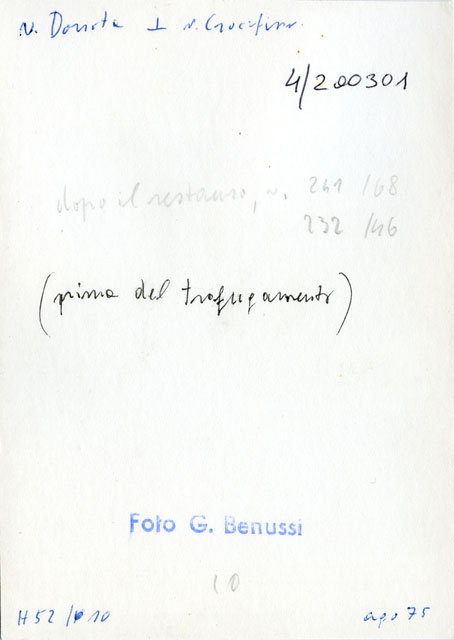 v. Donota ⊥ v. Crocifisso
4/200301
dopo il restauro, v. 241 /68
232 /46
(prima del trafugamento)
Foto G. Benussi
10
H52 / 10
ago 75